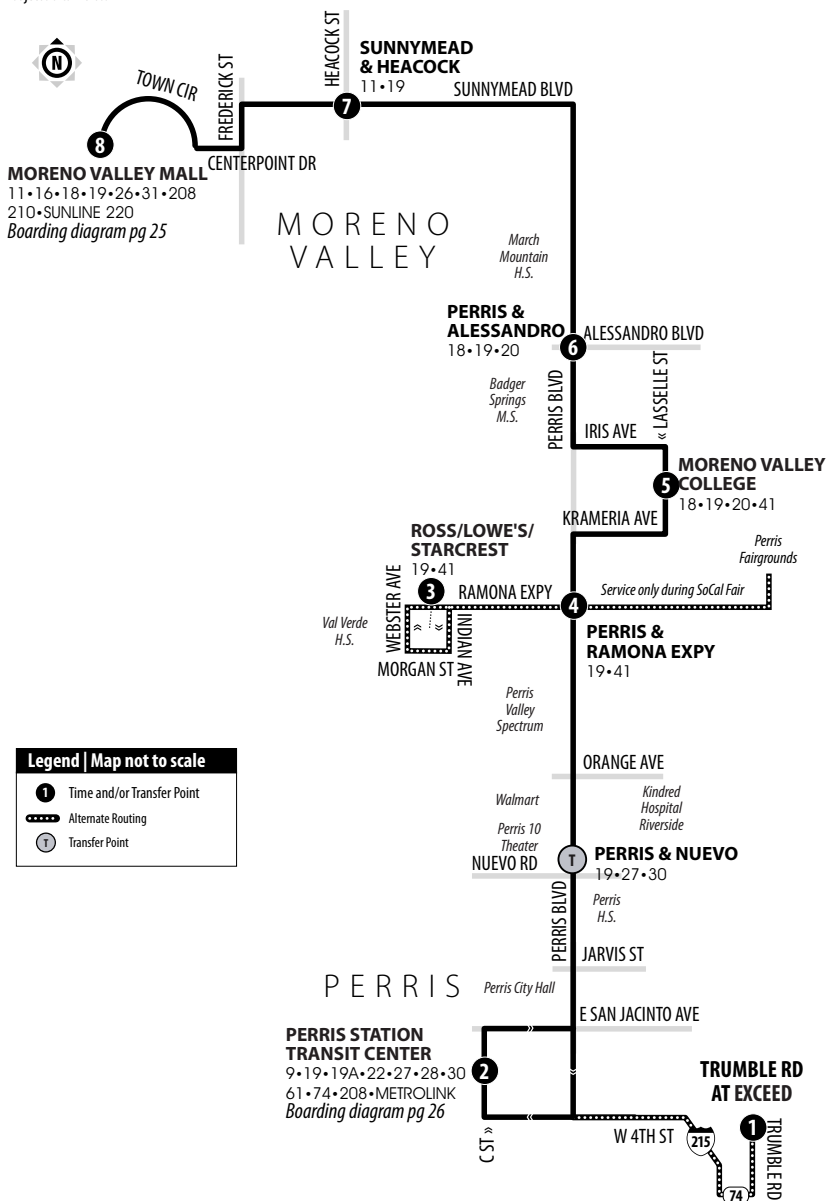 N
TOWN CIR
FREDERICK ST
HEACOCK ST
SUNNYMEAD
& HEACOCK
11•19
SUNNYMEAD BLVD
7
8
CENTERPOINT DR
MORENO VALLEY MALL
11•16•18•19•26•31•208
210•SUNLINE 220
Boarding diagram pg 25
MORENO
VALLEY
March
Mountain
H.S.
PERRIS &
ALESSANDRO
18•19•20
6
ALESSANDRO BLVD
Badger
Springs
M.S.
PERRIS BLVD
« LASSELLE ST
IRIS AVE
5
MORENO VALLEY
COLLEGE
18•19•20•41
KRAMERIA AVE
ROSS/LOWE'S/
STARCREST
19•41
3
Perris
Fairgrounds
WEBSTER AVE
RAMONA EXPY
4
Service only during SoCal Fair
Val Verde
H.S.
« »
INDIAN AVE
MORGAN ST
PERRIS &
RAMONA EXPY
19•41
Perris
Valley
Spectrum
ORANGE AVE
Legend | Map not to scale
1 Time and/or Transfer Point
Alternate Routing
T Transfer Point
Walmart
Kindred
Hospital
Riverside
Perris 10
Theater
NUEVO RD
T
PERRIS & NUEVO
19•27•30
PERRIS BLVD
Perris
H.S.
JARVIS ST
PERRIS
Perris City Hall
E SAN JACINTO AVE
PERRIS STATION
TRANSIT CENTER
9•19•19A•22•27•28•30
61•74•208•METROLINK
Boarding diagram pg 26
2
C ST «
W 4TH ST
215
TRUMBLE RD
AT EXCEED
1
TRUMBLE RD
74